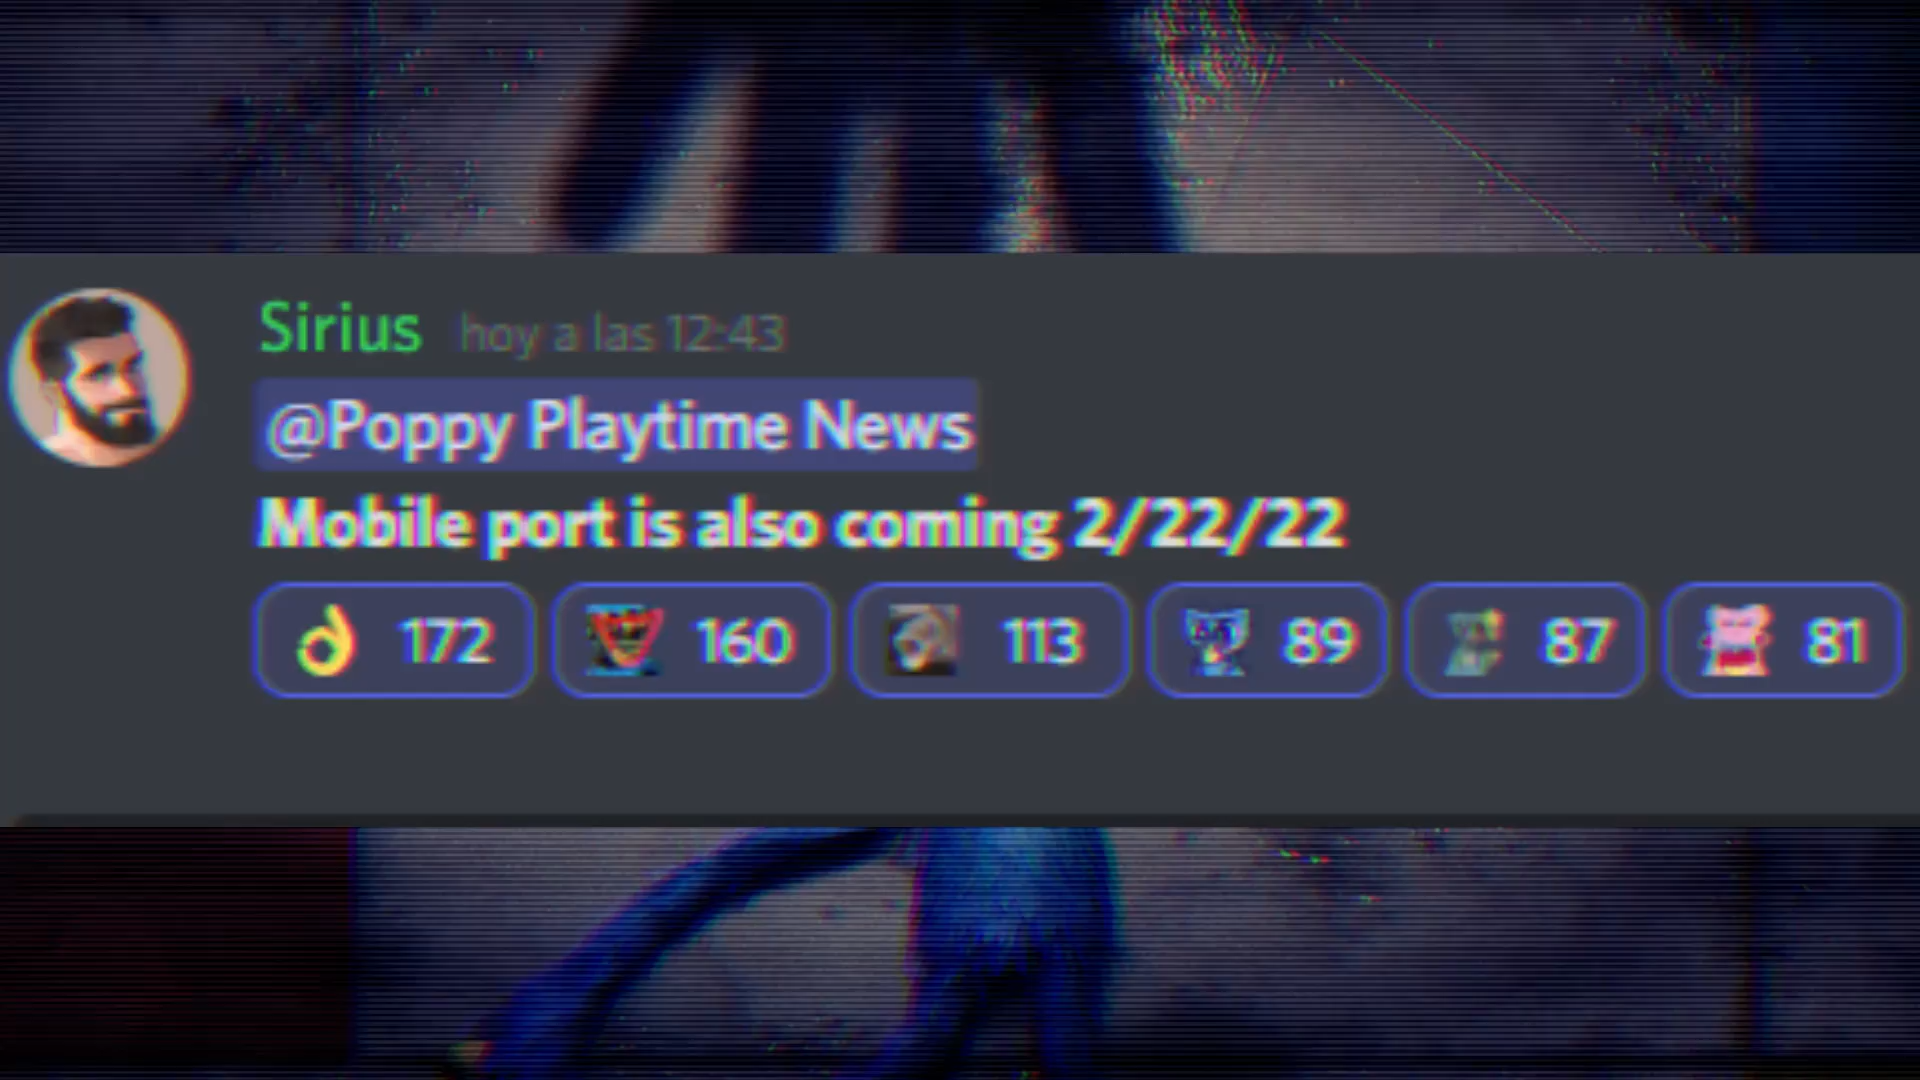 Sirius hoy a las 12:43
@Poppy Playtime News
Mobile port is also coming 2/22/22
172 160 113 89 87 81